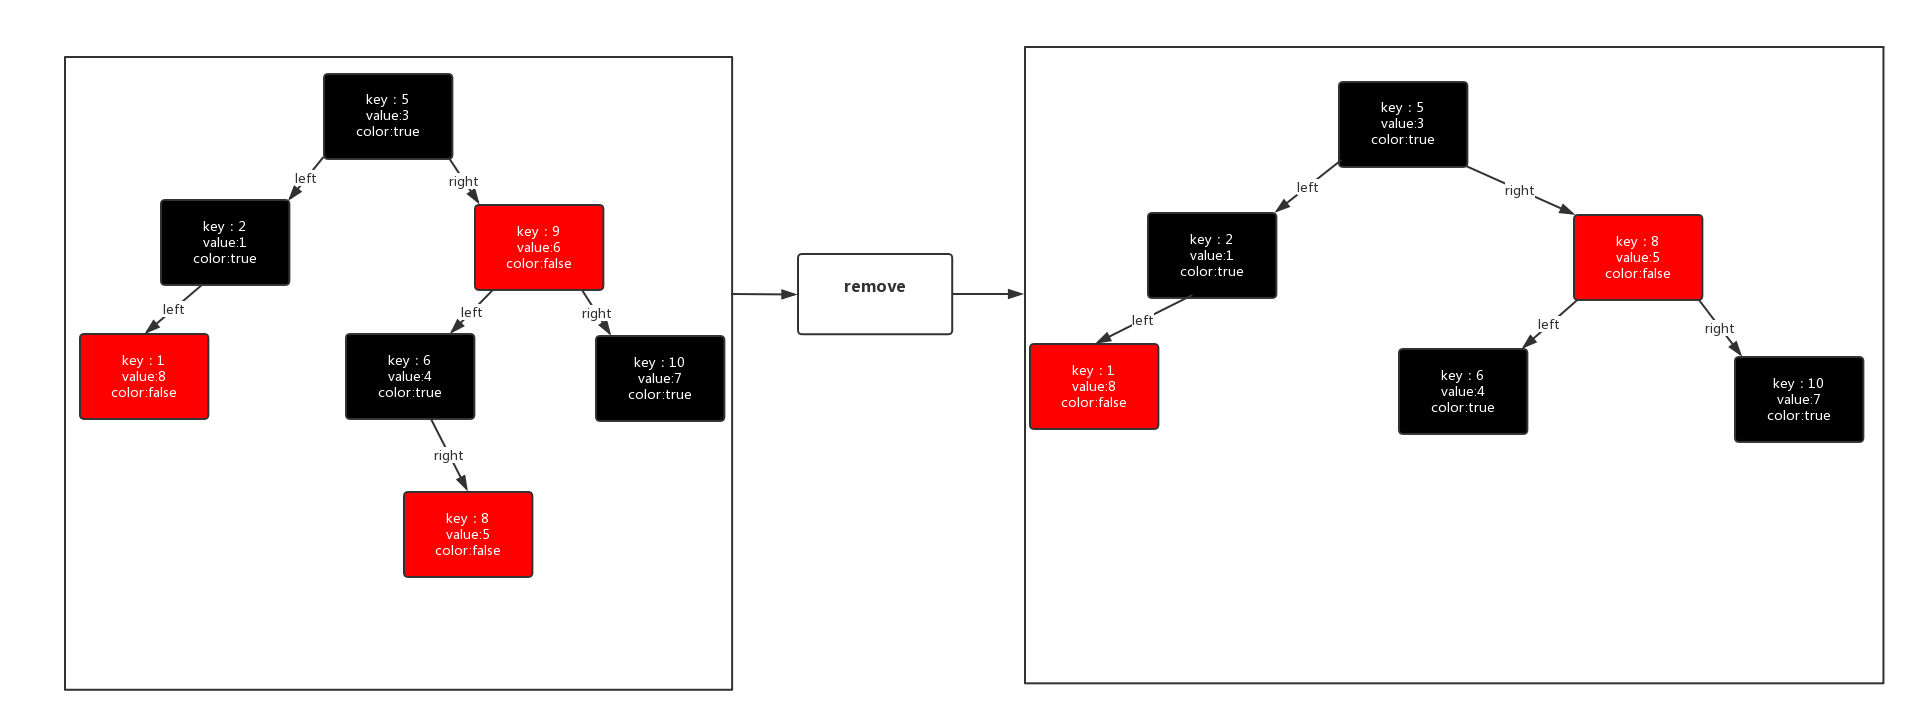 key：5
value:3
color:true
left
right
key：2
value:1
color:true
key：9
value:6
color:false
left
left
right
key：1
value:8
color:false
key：6
value:4
color:true
key：10
value:7
color:true
right
key：8
value:5
color:false
remove
key：5
value:3
color:true
left
right
key：2
value:1
color:true
key：8
value:5
color:false
left
left
right
key：1
value:8
color:false
key：6
value:4
color:true
key：10
value:7
color:true